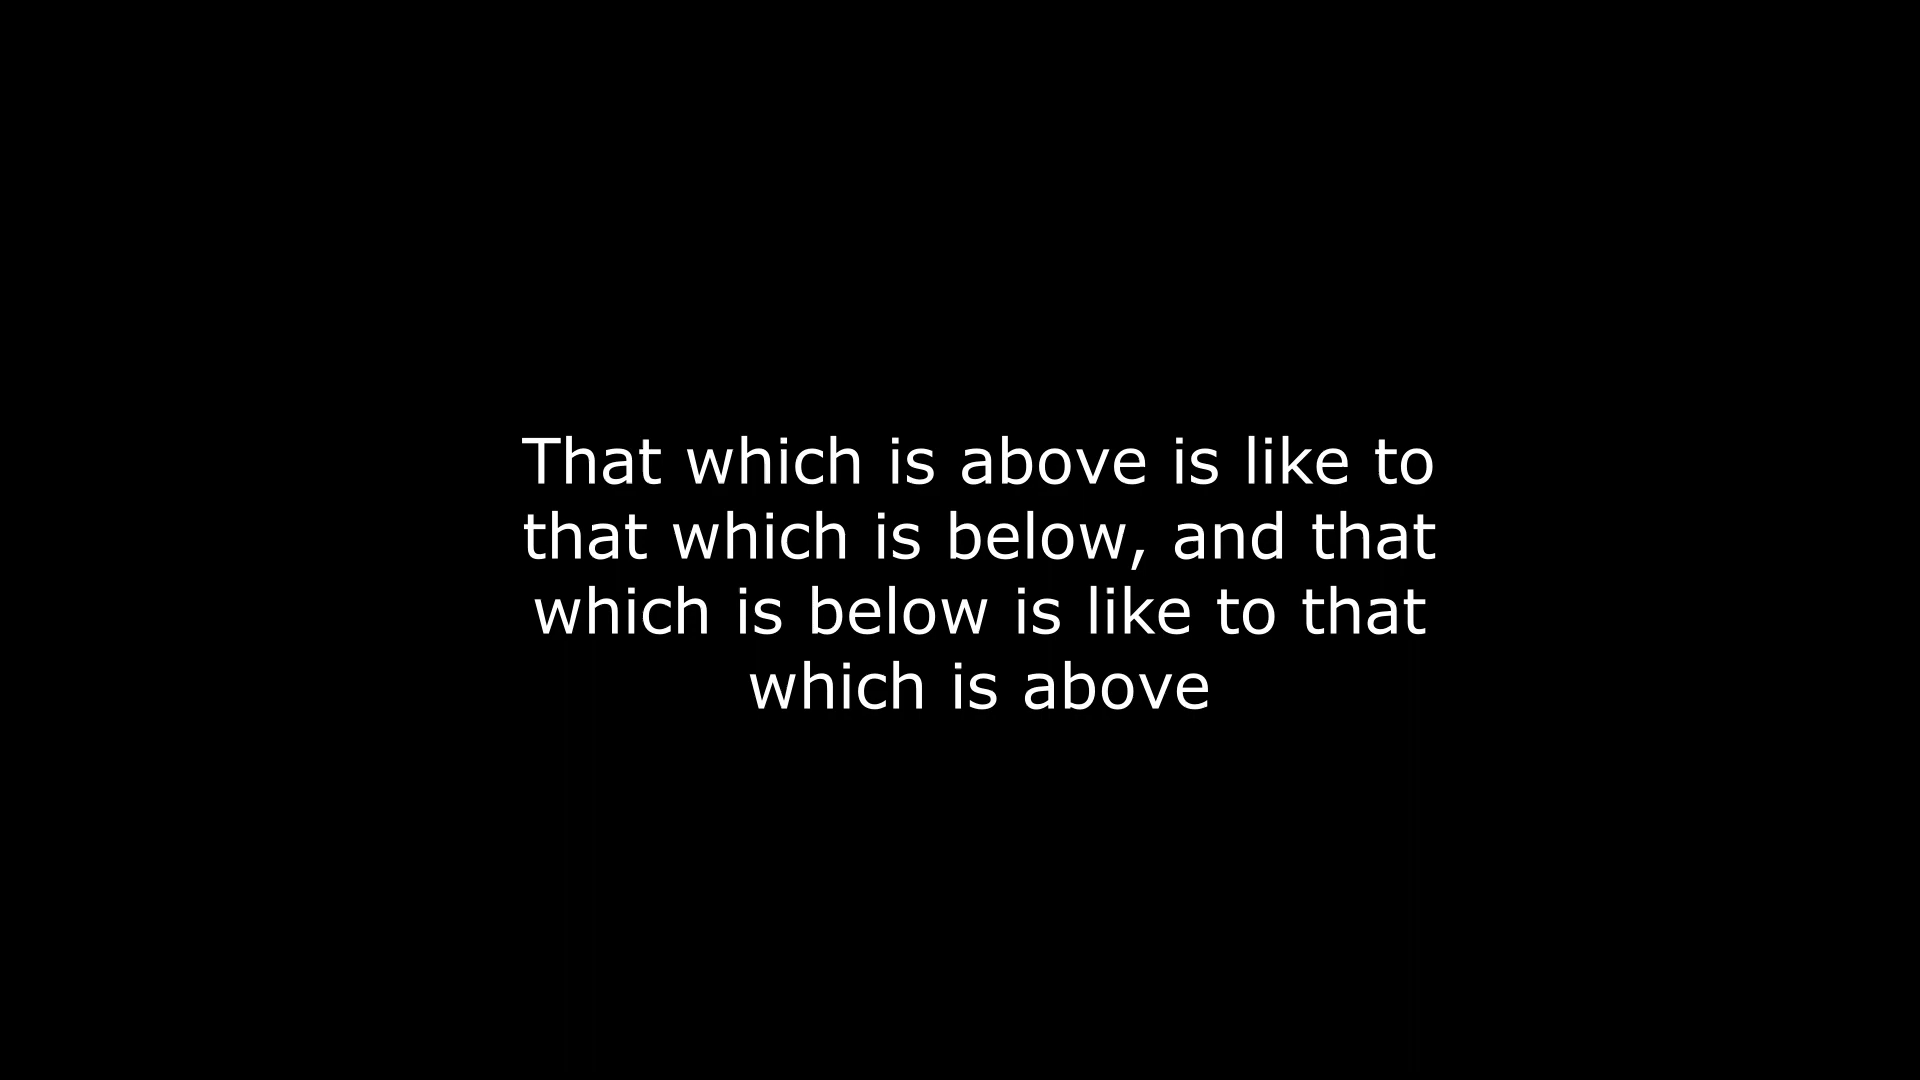 That which is above is like to
that which is below, and that
which is below is like to that
which is above